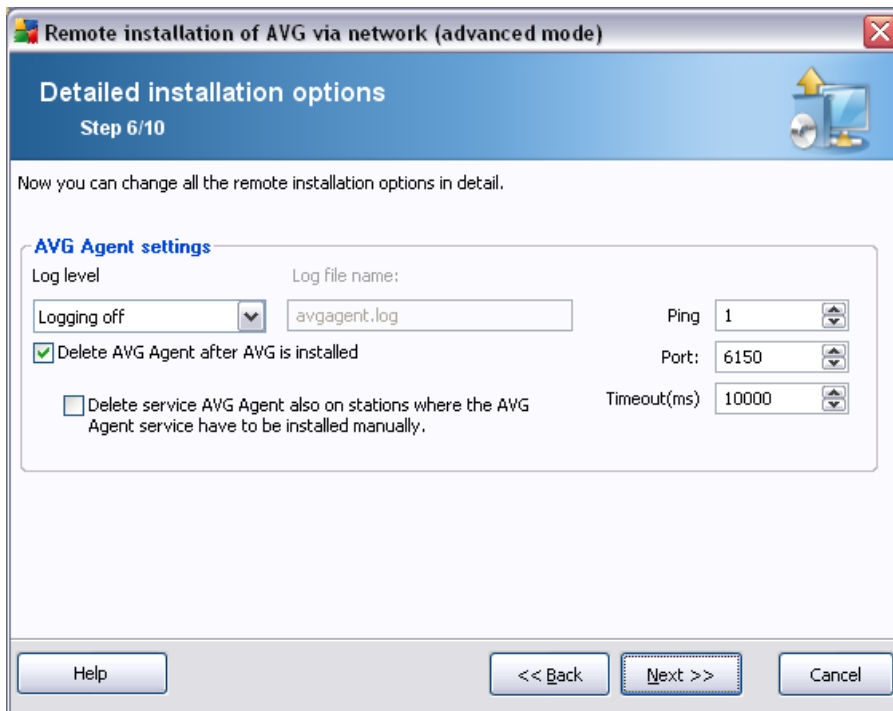 Remote installation of AVG via network (advanced mode)
Detailed installation options
Step 6/10
Now you can change all the remote installation options in detail.
AVG Agent settings
Log level
Log file name:
Logging off
avgagent.log
Ping
1
Delete AVG Agent after AVG is installed
Port:
6150
Delete service AVG Agent also on stations where the AVG
Agent service have to be installed manually.
Timeout(ms)
10000
Help
<< Back
Next >>
Cancel